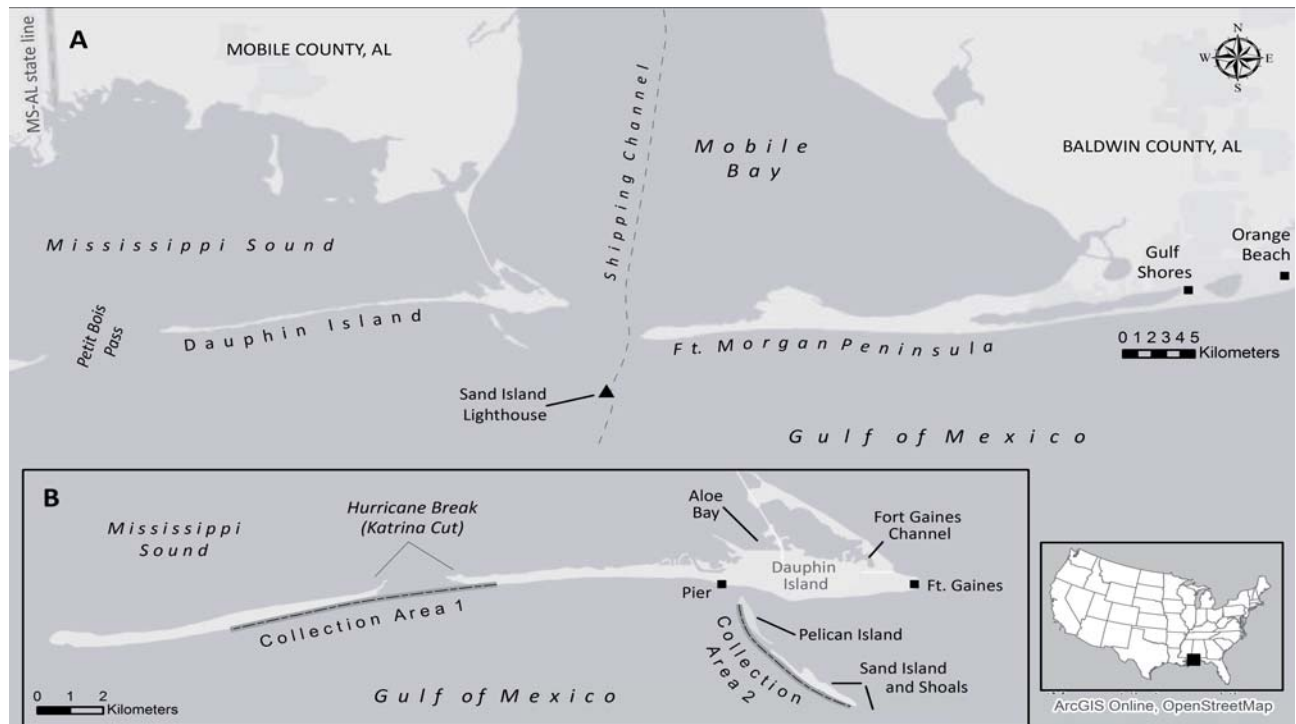 A
MS-AL state line
MOBILE COUNTY, AL
N
W
E
S
Shipping Channel
Mobile
Bay
BALDWIN COUNTY, AL
Mississippi Sound
Gulf
Shores
Orange
Beach
Petit Bois
Pass
Dauphin Island
Ft. Morgan Peninsula
0 1 2 3 4 5
Kilometers
Sand Island
Lighthouse
Gulf of Mexico
B
Mississippi
Sound
Hurricane Break
(Katrina Cut)
Aloe
Bay
Fort Gaines
Channel
Dauphin
Island
Pier
Ft. Gaines
Collection Area 1
Pelican Island
Collection
Area 2
Sand Island
and Shoals
0 1 2
Kilometers
Gulf of Mexico
ArcGIS Online, OpenStreetMap